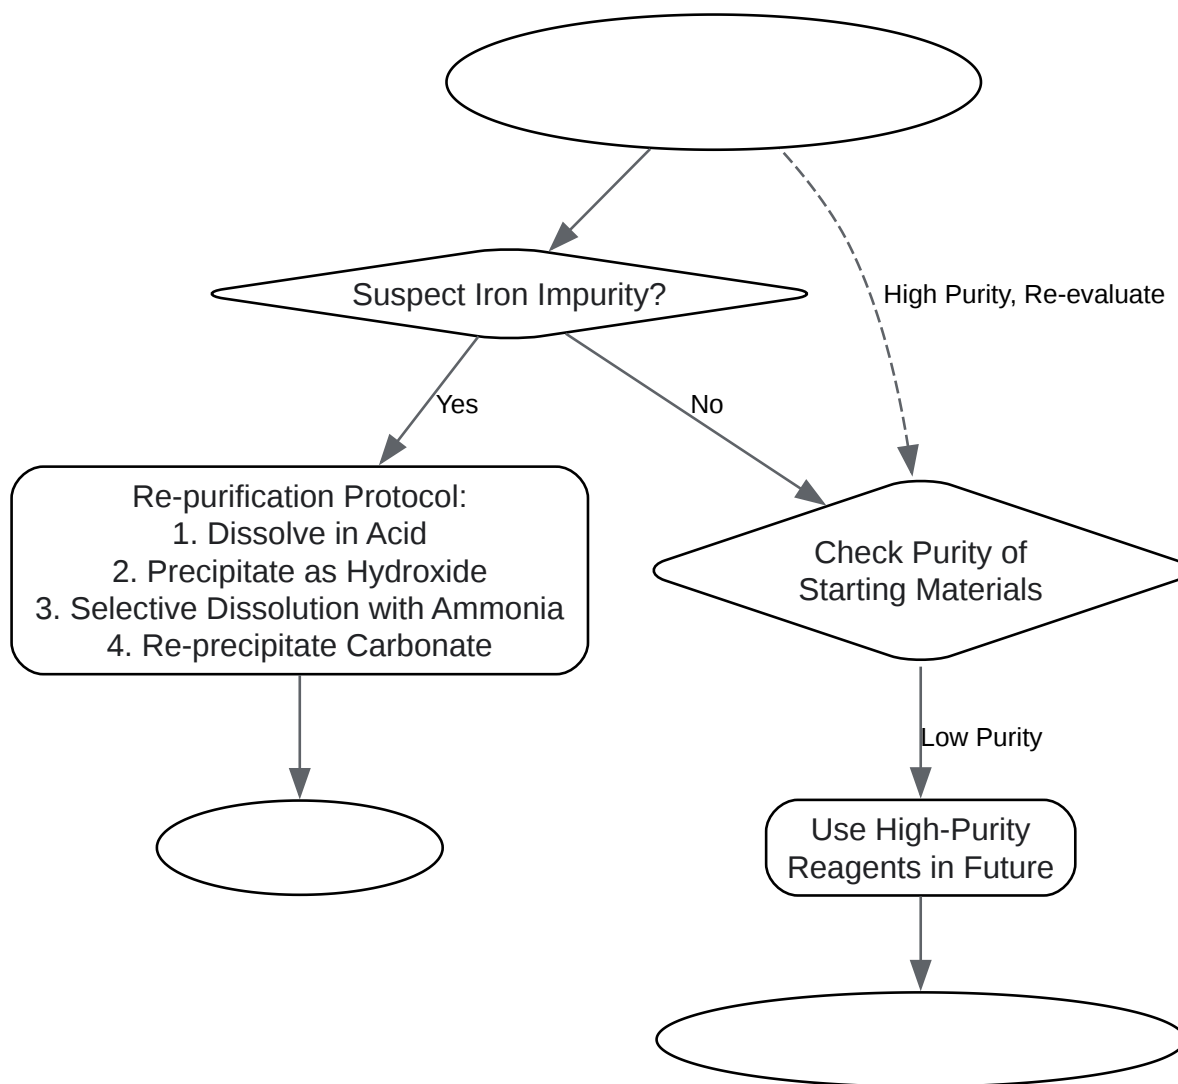 Suspect Iron Impurity?
High Purity, Re-evaluate
Yes
No
Re-purification Protocol:
1. Dissolve in Acid
2. Precipitate as Hydroxide
3. Selective Dissolution with Ammonia
4. Re-precipitate Carbonate
Check Purity of
Starting Materials
Low Purity
Use High-Purity
Reagents in Future